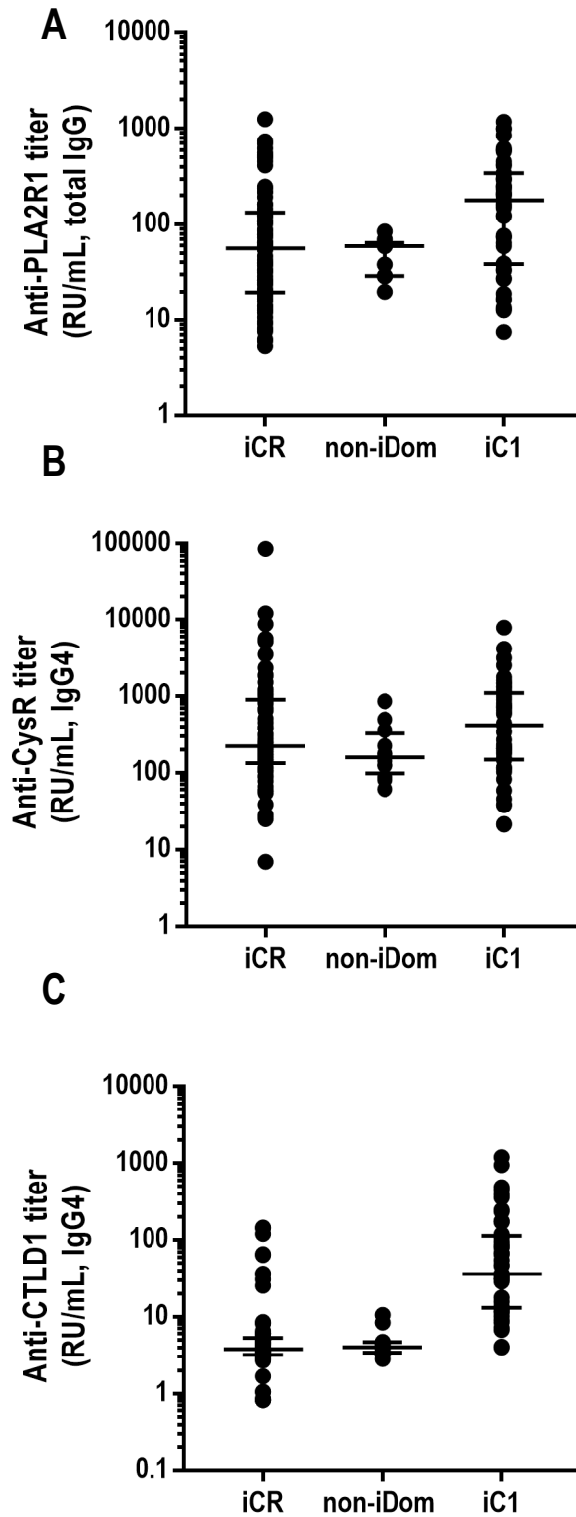 A
Anti-PLA2R1 titer
(RU/mL, total IgG)
10000
1000
100
10
1
iCR non-iDom iC1
B
Anti-CysR titer
(RU/mL, IgG4)
100000
10000
1000
100
10
1
iCR non-iDom iC1
C
Anti-CTLD1 titer
(RU/mL, IgG4)
10000
1000
100
10
1
0.1
iCR non-iDom iC1